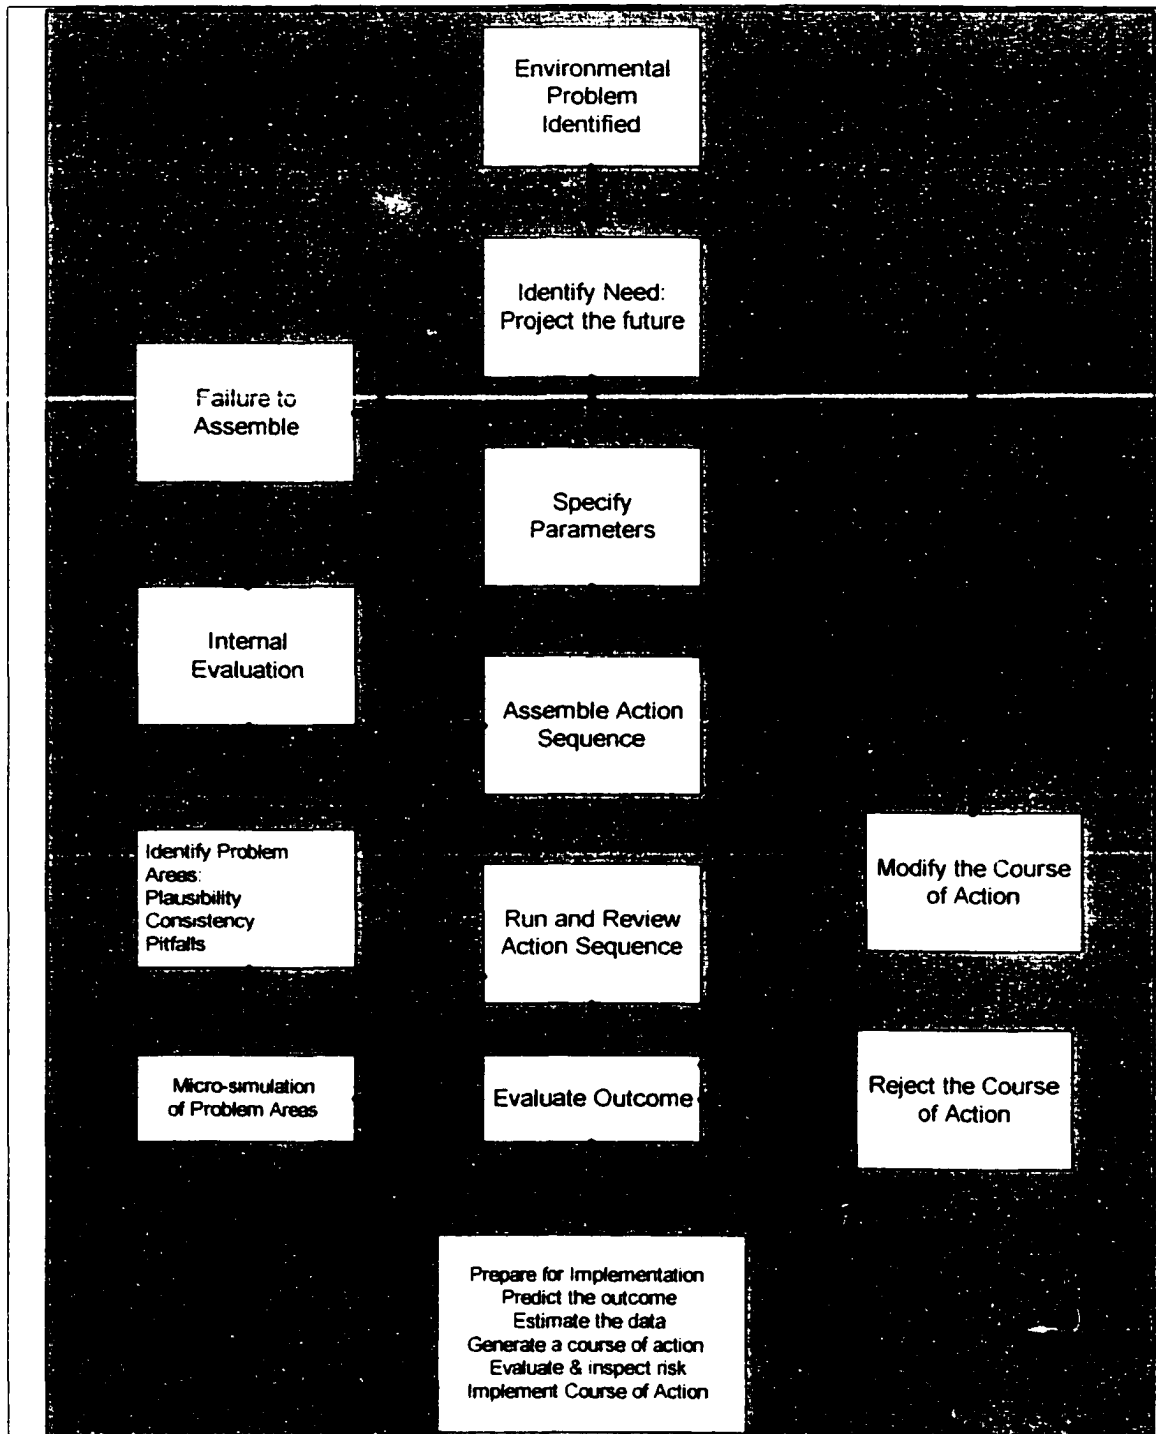 Environmental
Problem
Identified
Identify Need:
Project the future
Failure to
Assemble
Specify
Parameters
Internal
Evaluation
Assemble Action
Sequence
Identify Problem
Areas:
Plausibility
Consistency
Pitfalls
Run and Review
Action Sequence
Modify the Course
of Action
Micro-simulation
of Problem Areas
Evaluate Outcome
Reject the Course
of Action
Prepare for Implementation
Predict the outcome
Estimate the data
Generate a course of action
Evaluate & inspect risk
Implement Course of Action